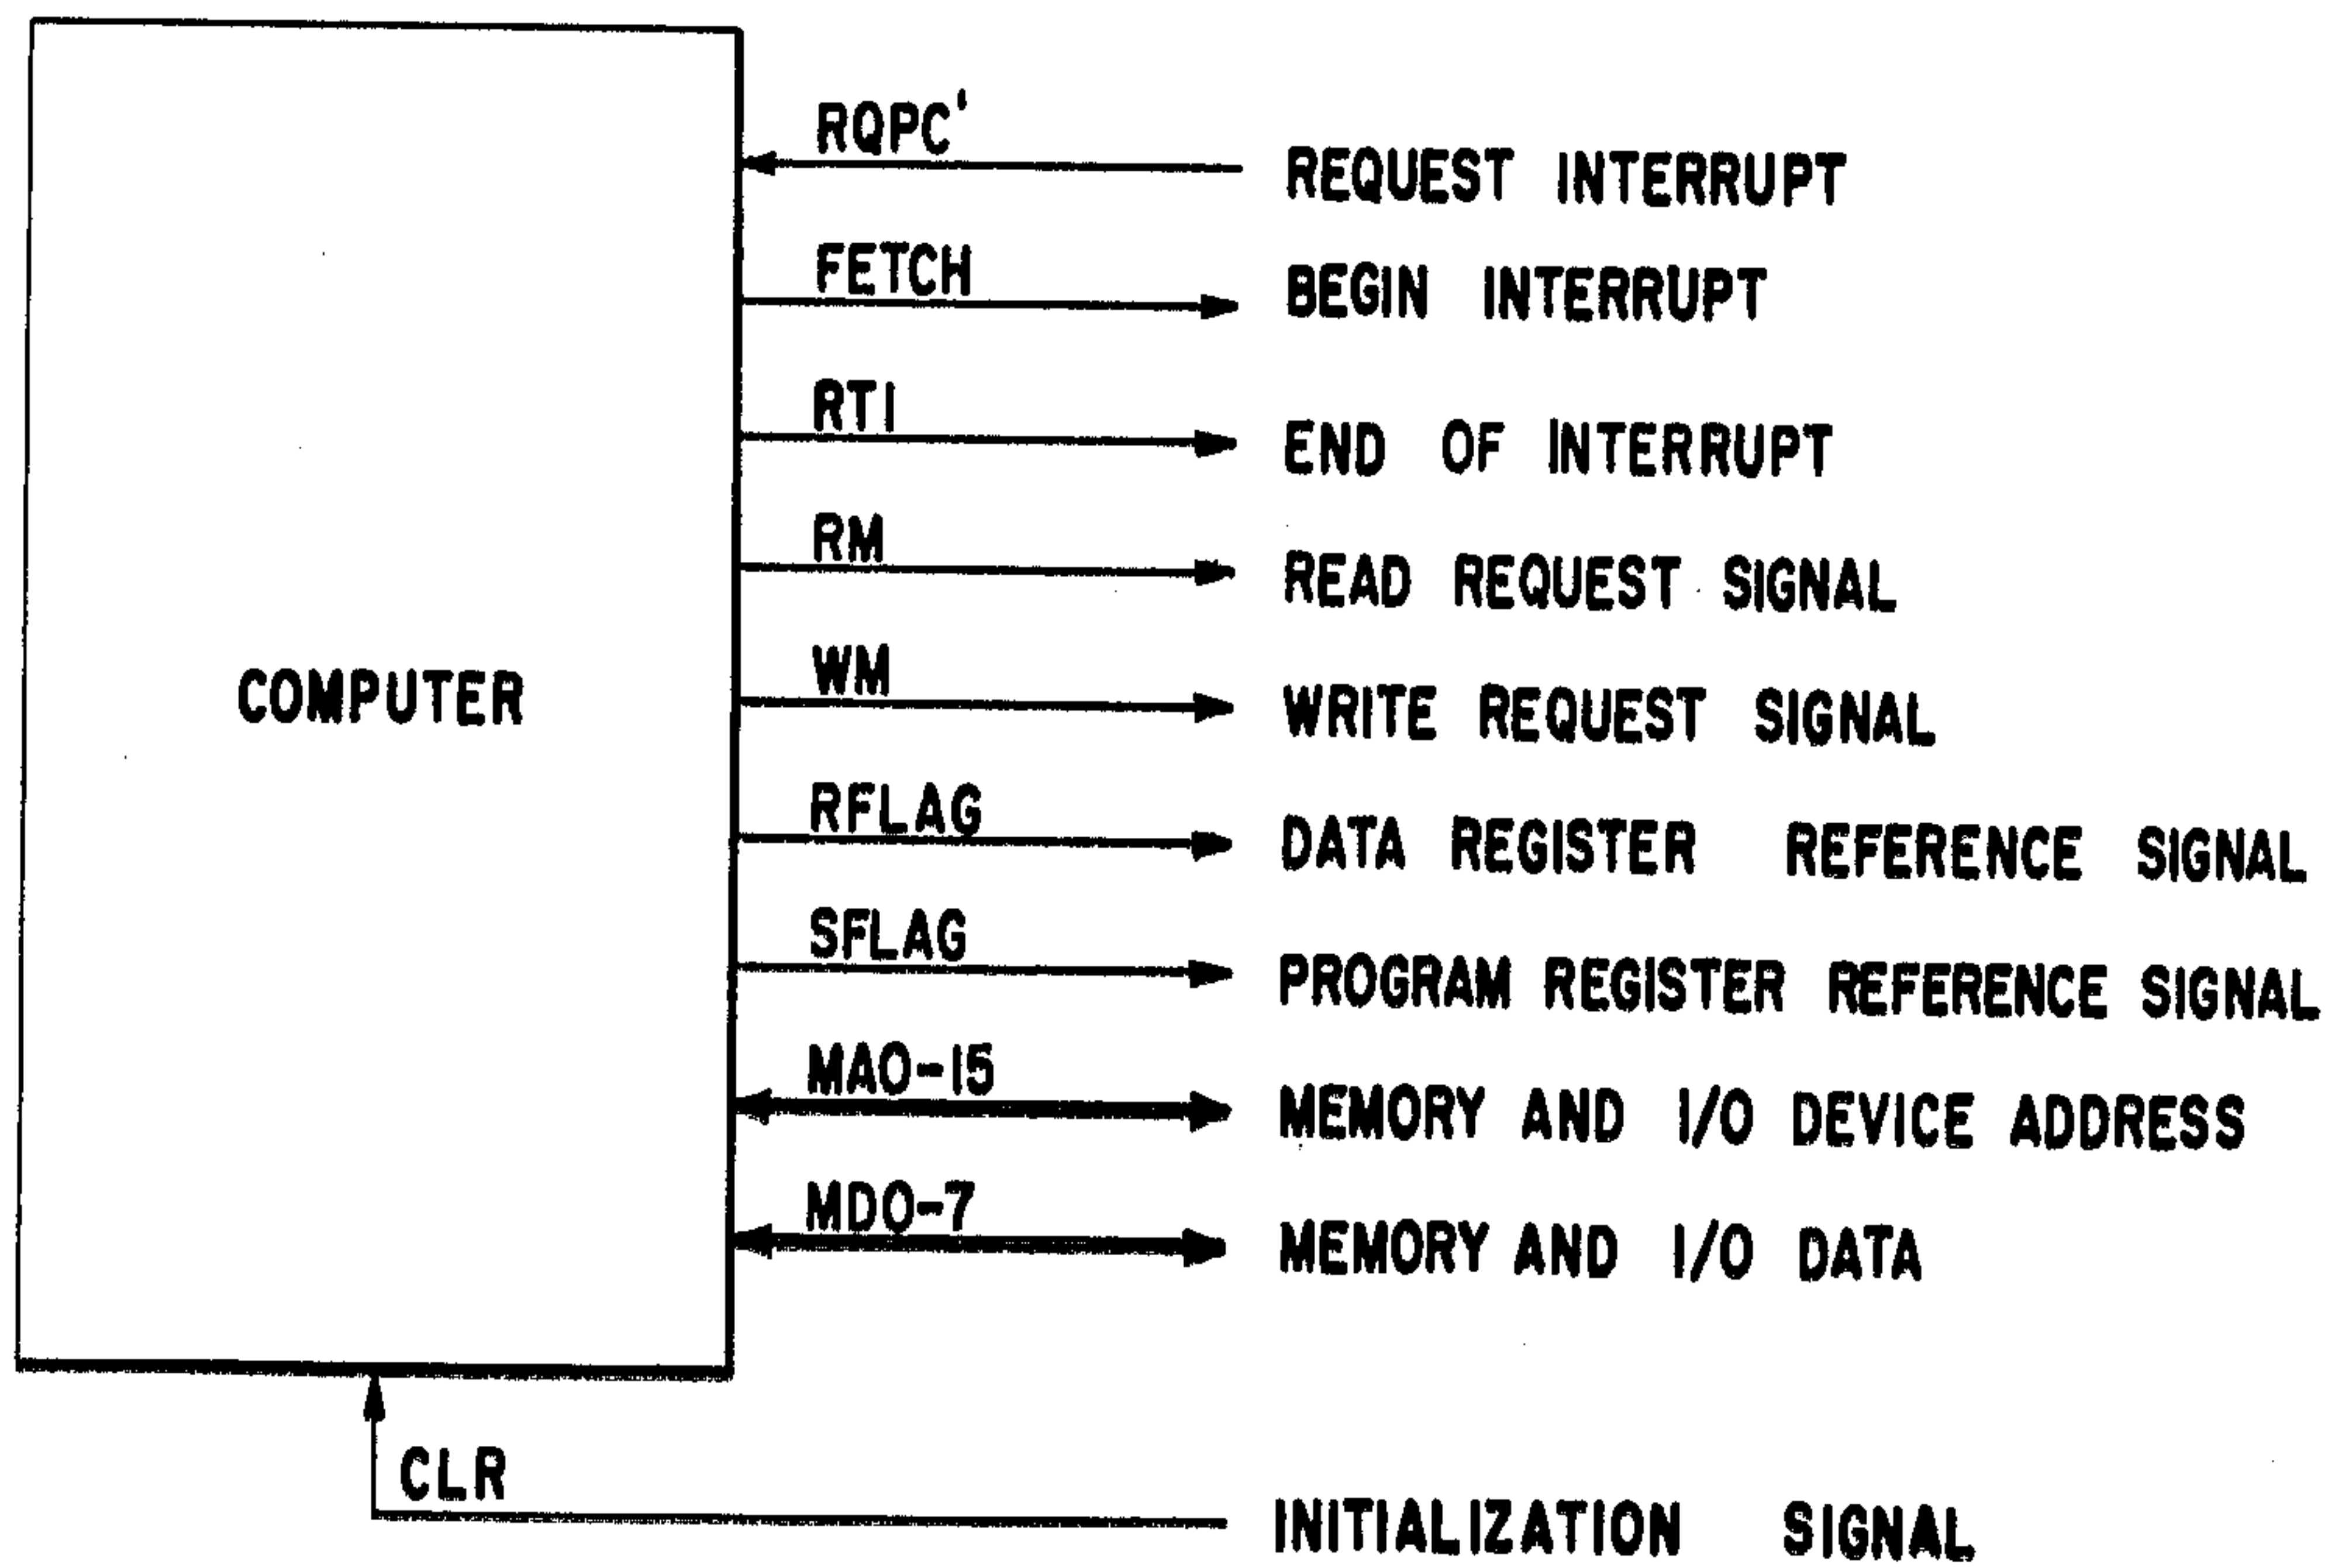 RQPC'
REQUEST INTERRUPT
FETCH
BEGIN INTERRUPT
RTI
END OF INTERRUPT
RM
READ REQUEST SIGNAL
COMPUTER
WM
WRITE REQUEST SIGNAL
RFLAG
DATA REGISTER REFERENCE SIGNAL
SFLAG
PROGRAM REGISTER REFERENCE SIGNAL
MA0-15
MEMORY AND I/O DEVICE ADDRESS
MD0-7
MEMORY AND I/O DATA
CLR
INITIALIZATION SIGNAL